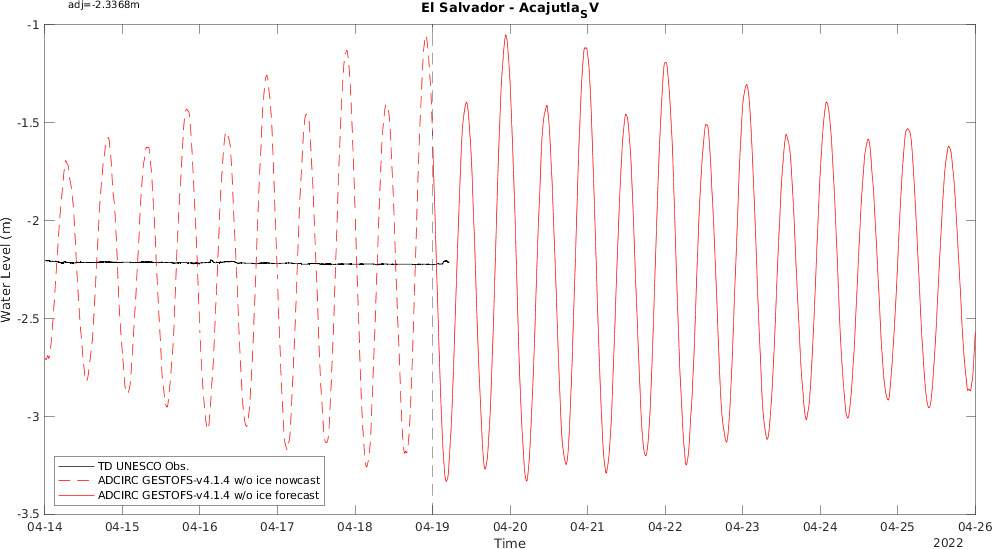 adj=-2.3368m
El Salvador - AcajutlaSV
Water Level (m)
-1
-1.5
-2
-2.5
-3
-3.5
TD UNESCO Obs.
ADCIRC GESTOFS-v4.1.4 w/o ice nowcast
ADCIRC GESTOFS-v4.1.4 w/o ice forecast
04-14 04-15 04-16 04-17 04-18 04-19 04-20 04-21 04-22 04-23 04-24 04-25 04-26
Time
2022